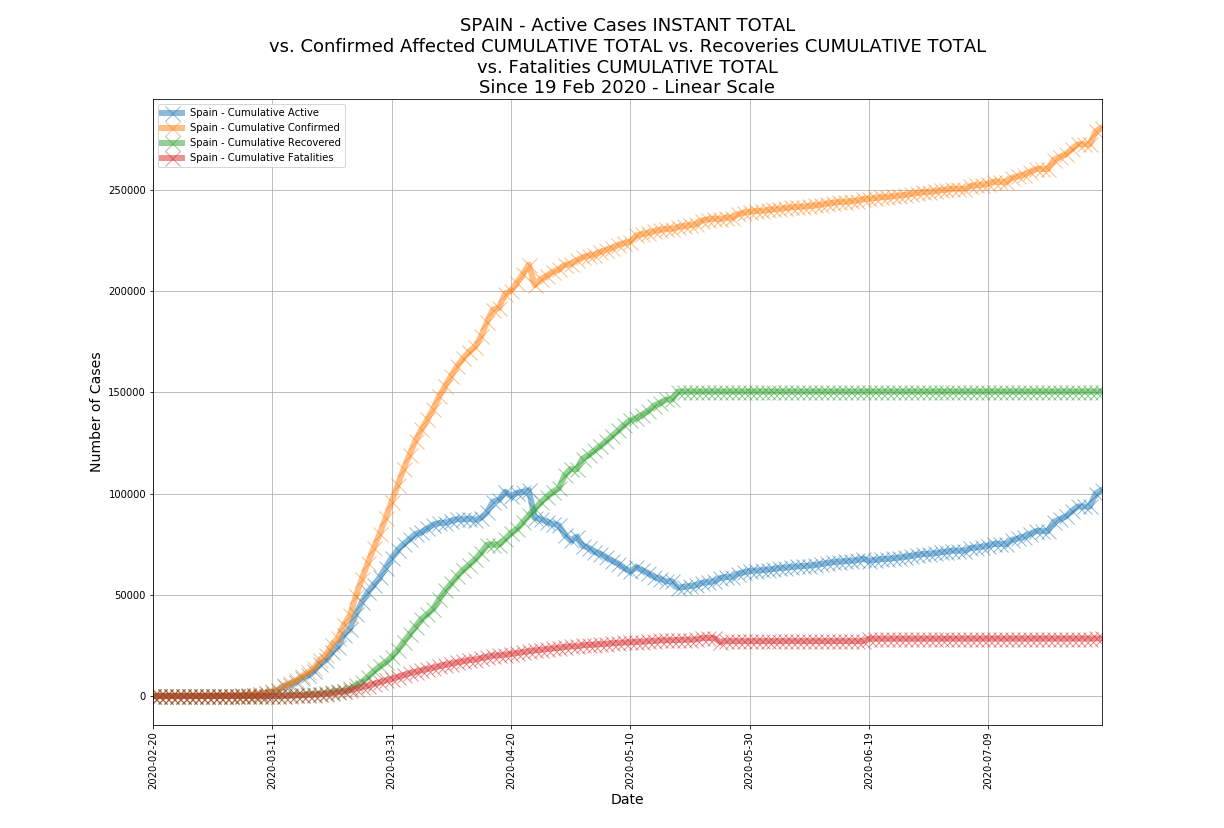 SPAIN - Active Cases INSTANT TOTAL
vs. Confirmed Affected CUMULATIVE TOTAL vs. Recoveries CUMULATIVE TOTAL
vs. Fatalities CUMULATIVE TOTAL
Since 19 Feb 2020 - Linear Scale
Spain - Cumulative Active
Spain - Cumulative Confirmed
Spain - Cumulative Recovered
Spain - Cumulative Fatalities
Number of Cases
250000
200000
150000
100000
50000
0
2020-02-20
2020-03-11
2020-03-31
2020-04-20
2020-05-10
2020-05-30
2020-06-19
2020-07-09
Date